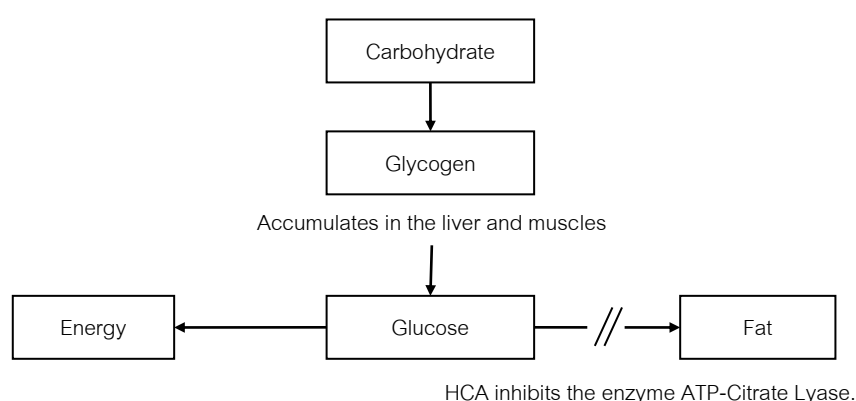 Carbohydrate
Glycogen
Accumulates in the liver and muscles
Energy
Glucose
Fat
HCA inhibits the enzyme ATP-Citrate Lyase.